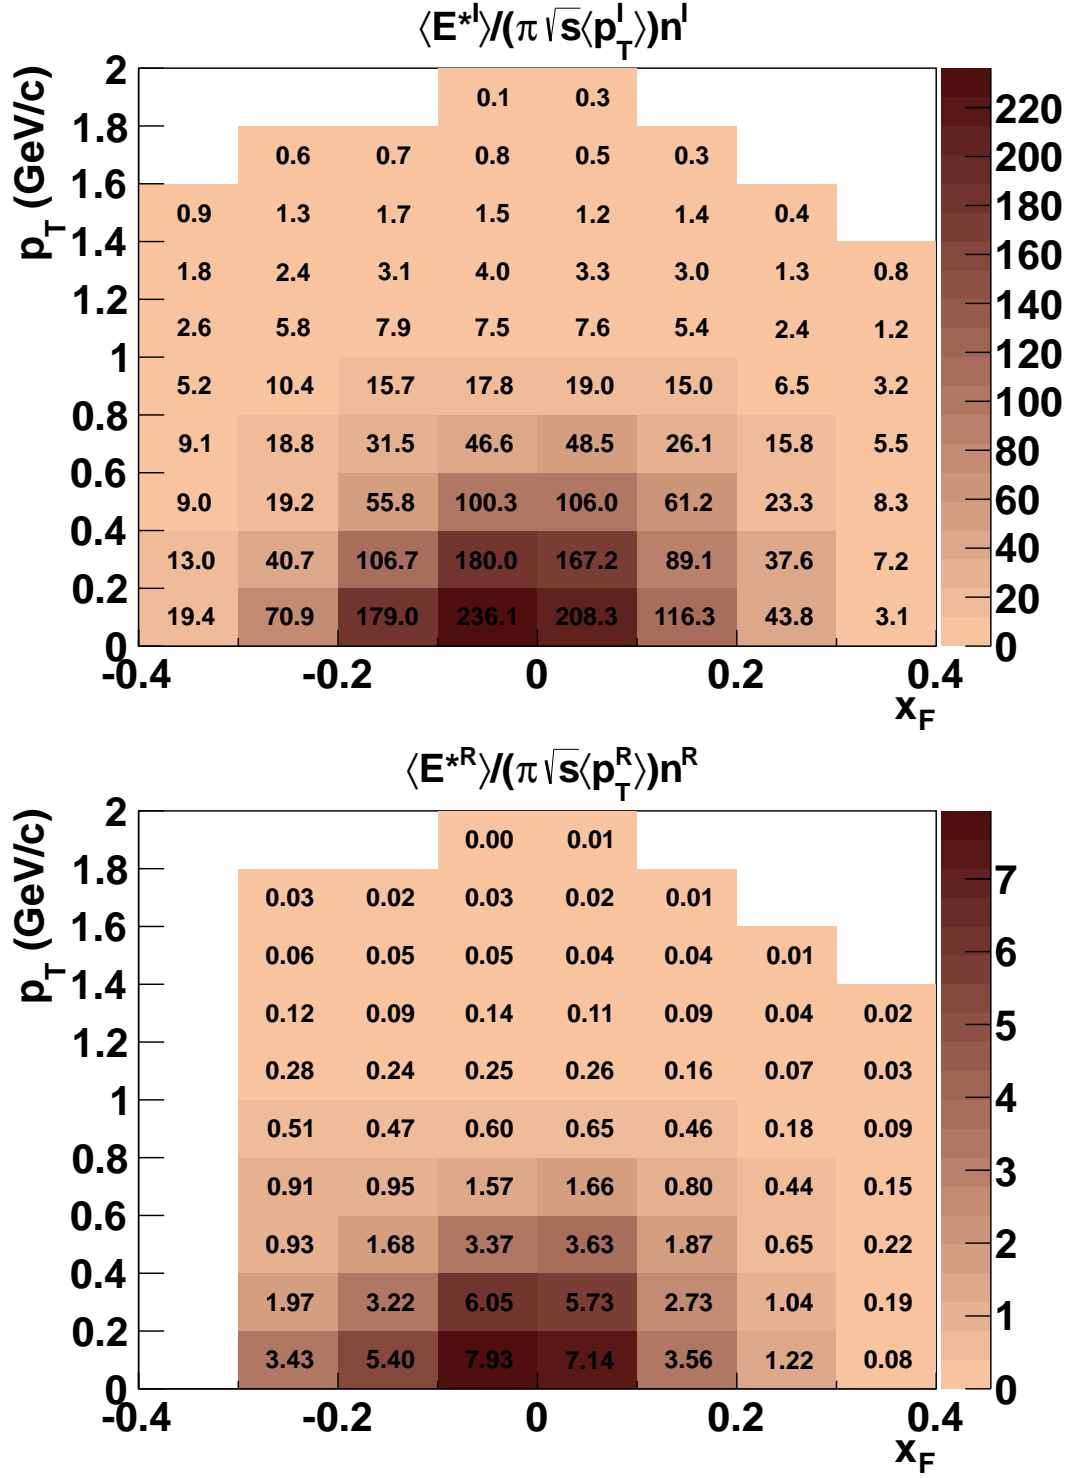 ⟨E*^I⟩/(π√s⟨p_T^I⟩)n^I
p_T (GeV/c)
2 0.1 0.3
1.8 220
0.6 0.7 0.8 0.5 0.3 200
1.6
0.9 1.3 1.7 1.5 1.2 1.4 0.4 180
1.4 160
1.8 2.4 3.1 4.0 3.3 3.0 1.3 0.8
1.2 140
2.6 5.8 7.9 7.5 7.6 5.4 2.4 1.2
1 120
5.2 10.4 15.7 17.8 19.0 15.0 6.5 3.2 100
0.8
9.1 18.8 31.5 46.6 48.5 26.1 15.8 5.5 80
0.6
9.0 19.2 55.8 100.3 106.0 61.2 23.3 8.3 60
0.4 40
13.0 40.7 106.7 180.0 167.2 89.1 37.6 7.2
0.2 20
19.4 70.9 179.0 236.1 208.3 116.3 43.8 3.1
0 0
-0.4 -0.2 0 0.2 0.4
x_F
⟨E*^R⟩/(π√s⟨p_T^R⟩)n^R
p_T (GeV/c)
2 0.00 0.01
1.8 7
0.03 0.02 0.03 0.02 0.01
1.6 6
0.06 0.05 0.05 0.04 0.04 0.01
1.4
0.12 0.09 0.14 0.11 0.09 0.04 0.02 5
1.2
0.28 0.24 0.25 0.26 0.16 0.07 0.03
1 4
0.51 0.47 0.60 0.65 0.46 0.18 0.09
0.8 3
0.91 0.95 1.57 1.66 0.80 0.44 0.15
0.6
0.93 1.68 3.37 3.63 1.87 0.65 0.22 2
0.4
1.97 3.22 6.05 5.73 2.73 1.04 0.19 1
0.2
3.43 5.40 7.93 7.14 3.56 1.22 0.08
0 0
-0.4 -0.2 0 0.2 0.4
x_F